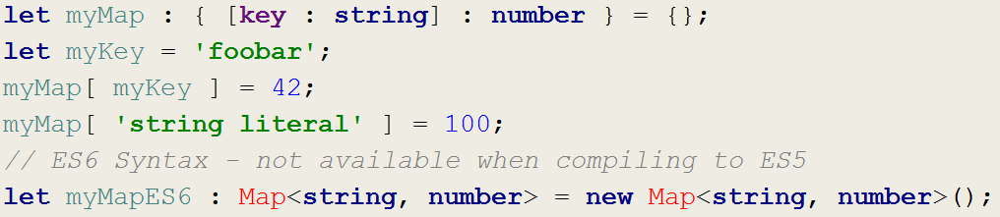 let myMap : { [key : string] : number } = {};
let myKey = 'foobar';
myMap[ myKey ] = 42;
myMap[ 'string literal' ] = 100;
// ES6 Syntax - not available when compiling to ES5
let myMapES6 : Map<string, number> = new Map<string, number>();